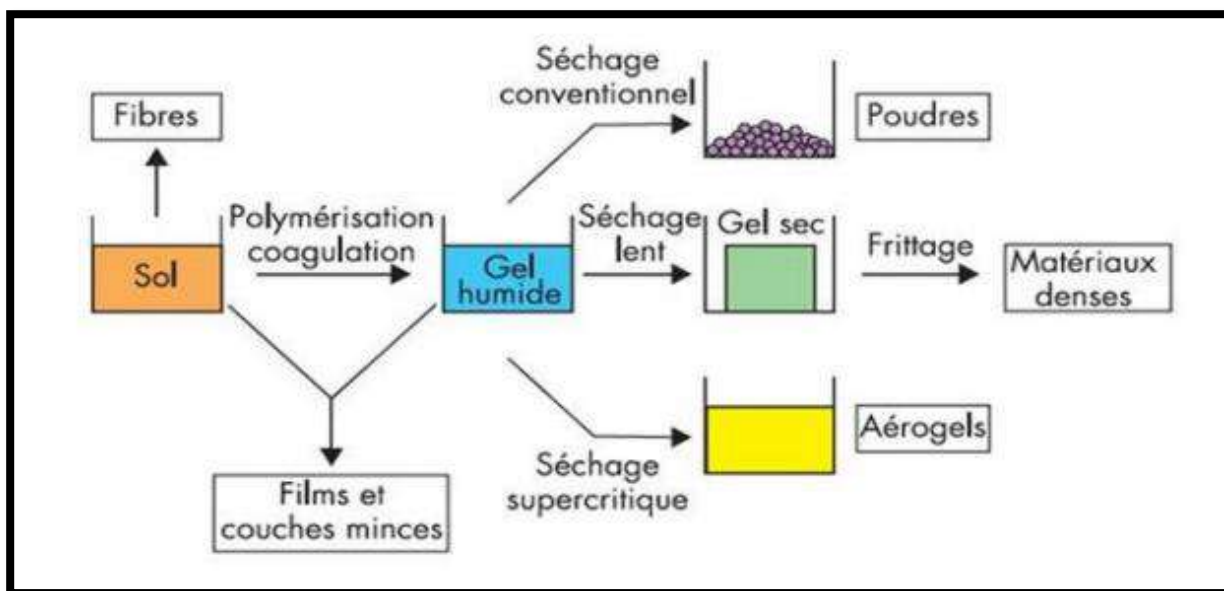 Séchage
conventionnel
Fibres
Poudres
Polymérisation
coagulation
Sol
Gel
humide
Séchage
lent
Gel sec
Frittage
Matériaux
denses
Séchage
supercritique
Aérogels
Films et
couches minces